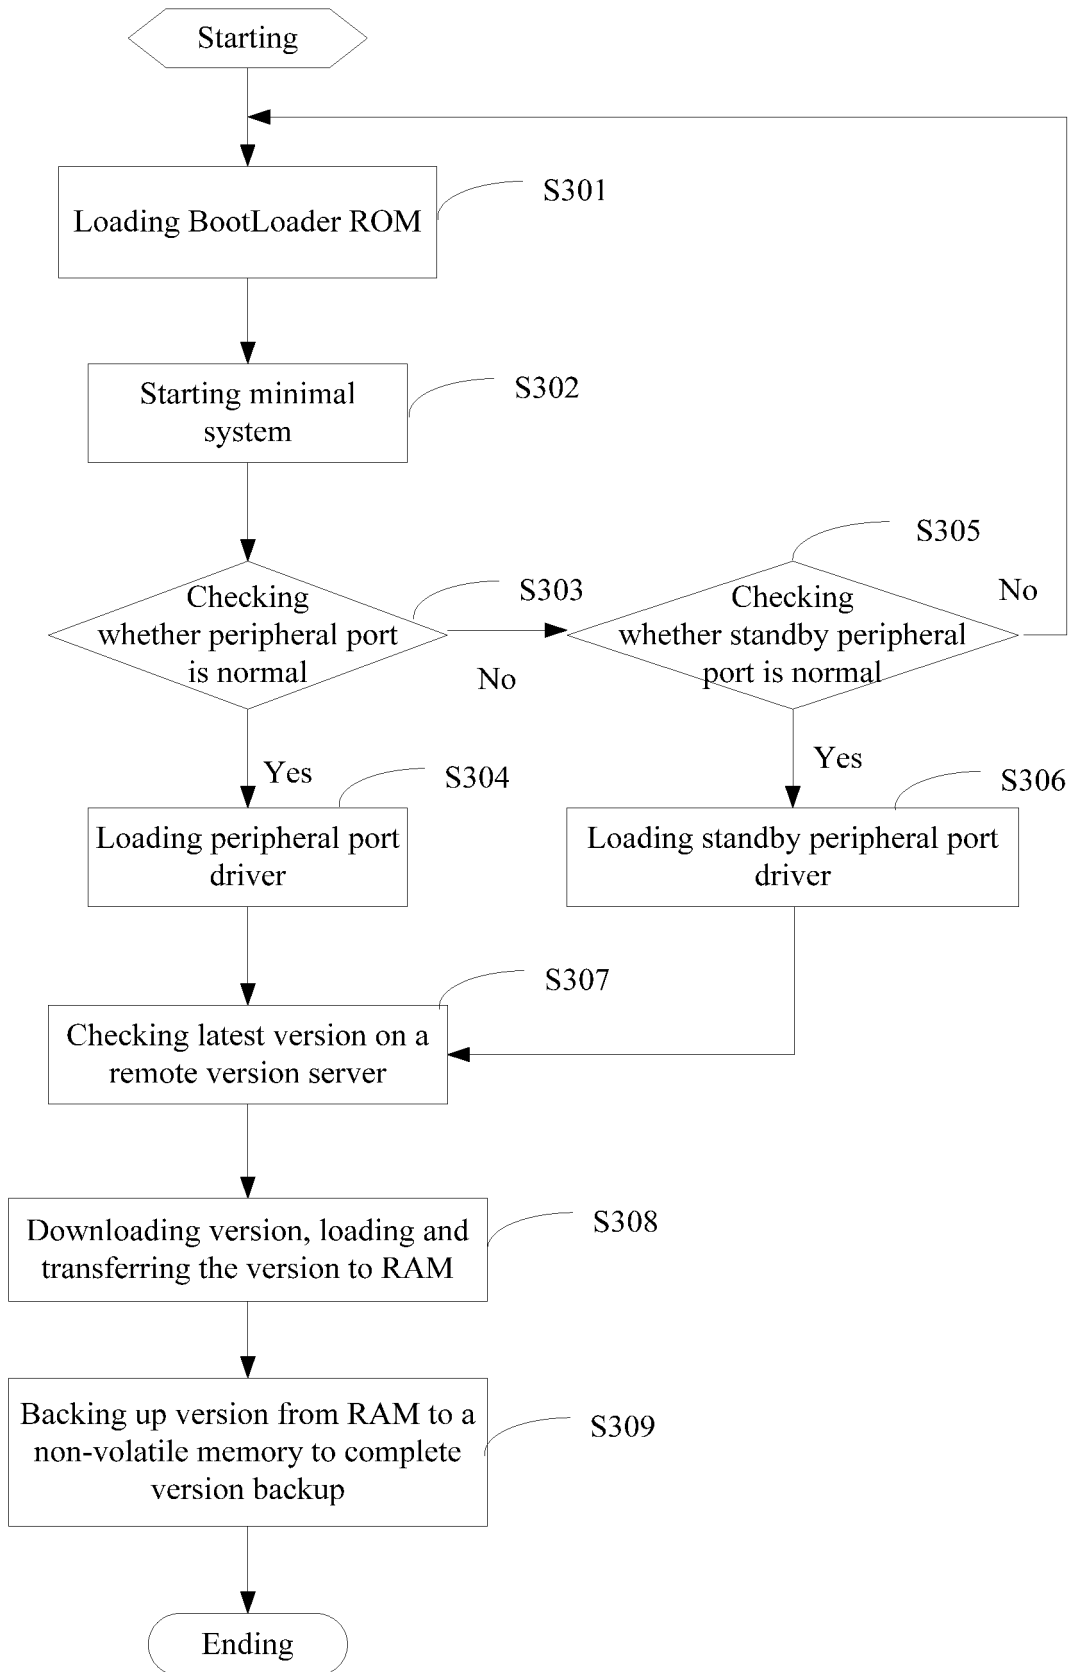 Starting
Loading BootLoader ROM
S301
Starting minimal
system
S302
Checking
whether peripheral port
is normal
S303
No
Checking
whether standby peripheral
port is normal
S305
No
Yes
Loading peripheral port
driver
S304
Yes
Loading standby peripheral port
driver
S306
Checking latest version on a
remote version server
S307
Downloading version, loading and
transferring the version to RAM
S308
Backing up version from RAM to a
non-volatile memory to complete
version backup
S309
Ending